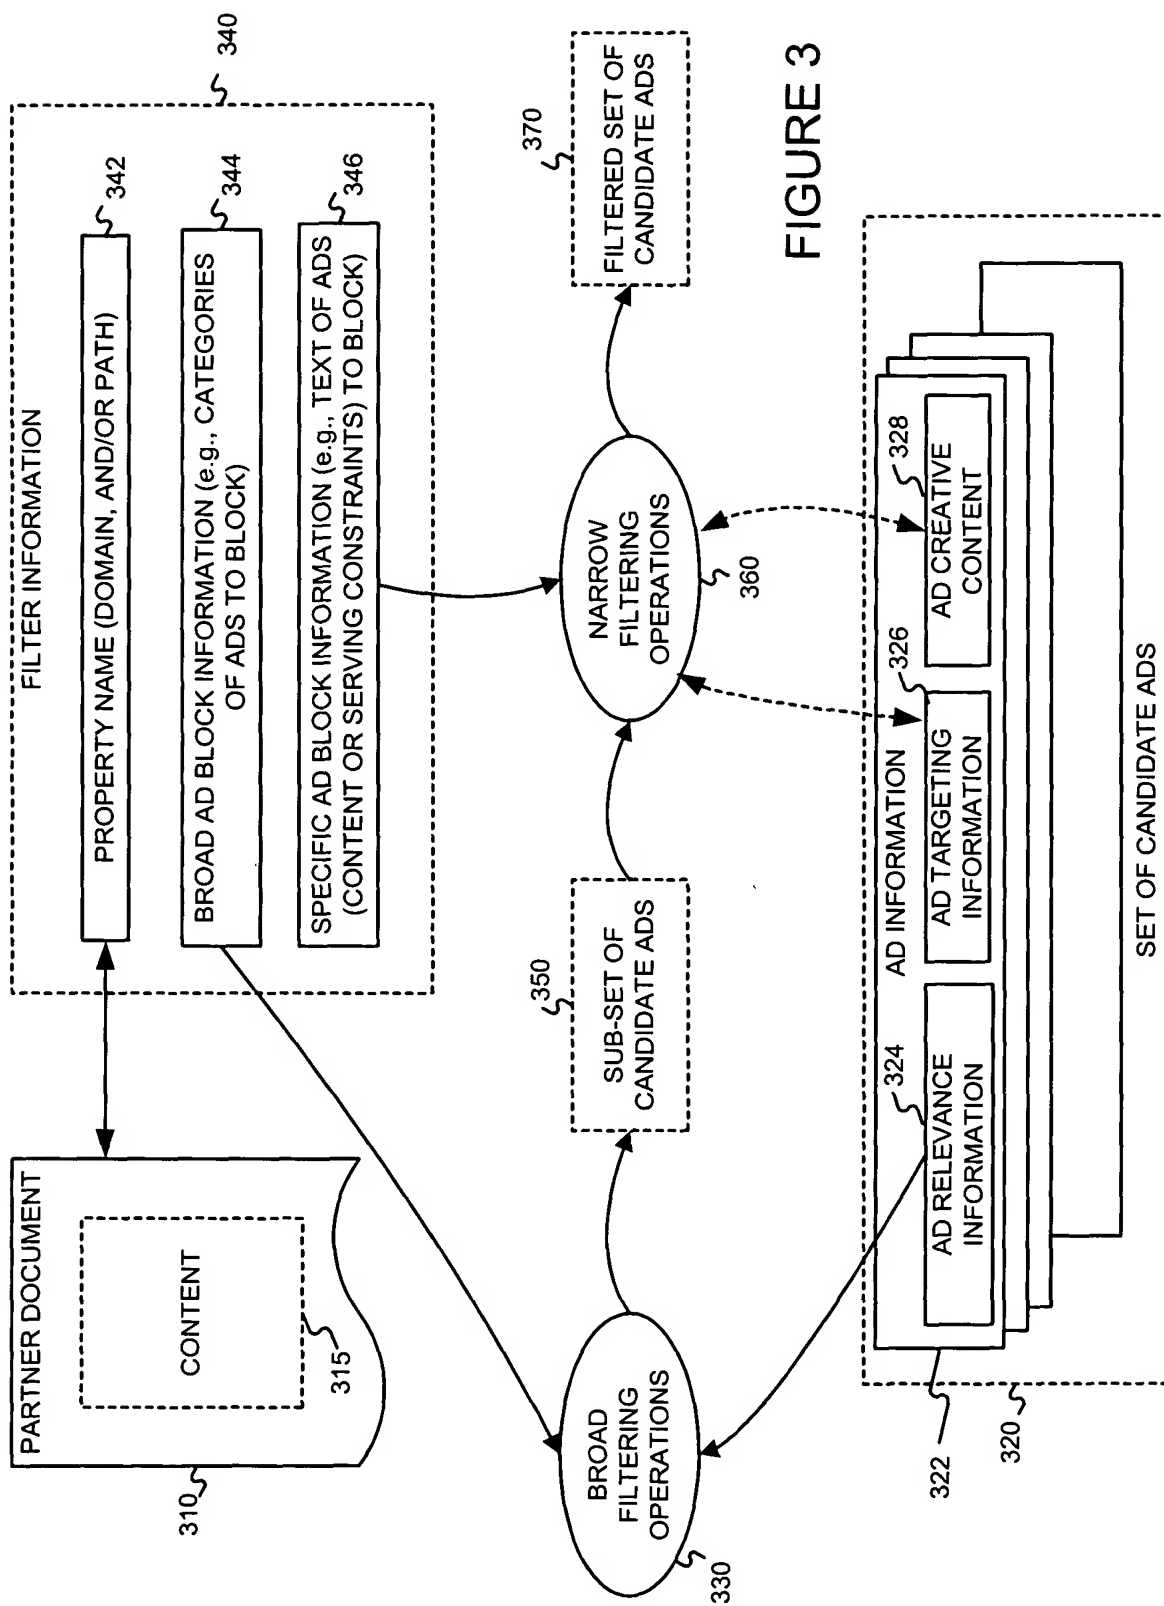 310
PARTNER DOCUMENT
CONTENT
315
FILTER INFORMATION
340
PROPERTY NAME (DOMAIN, AND/OR PATH)
342
BROAD AD BLOCK INFORMATION (e.g., CATEGORIES
OF ADS TO BLOCK)
344
SPECIFIC AD BLOCK INFORMATION (e.g., TEXT OF ADS
(CONTENT OR SERVING CONSTRAINTS) TO BLOCK)
346
BROAD
FILTERING
OPERATIONS
330
350
SUB-SET OF
CANDIDATE ADS
NARROW
FILTERING
OPERATIONS
360
370
FILTERED SET OF
CANDIDATE ADS
FIGURE 3
322
320
AD INFORMATION
324
AD RELEVANCE
INFORMATION
326
AD TARGETING
INFORMATION
328
AD CREATIVE
CONTENT
SET OF CANDIDATE ADS